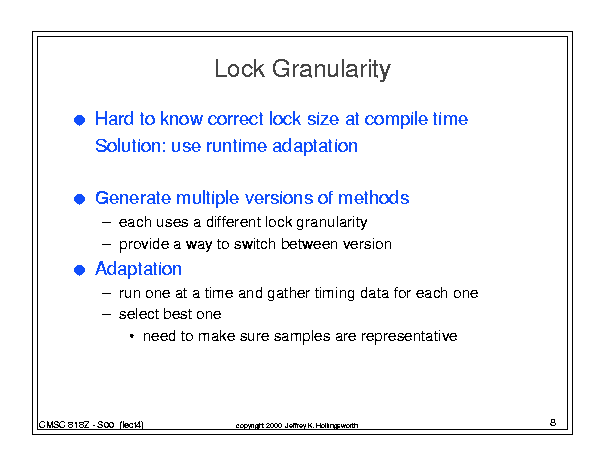 Lock Granularity
● Hard to know correct lock size at compile time
Solution: use runtime adaptation
● Generate multiple versions of methods
– each uses a different lock granularity
– provide a way to switch between version
● Adaptation
– run one at a time and gather timing data for each one
– select best one
• need to make sure samples are representative
CMSC 818Z - S00 (lect4)
copyright 2000 Jeffrey K. Hollingsworth
8